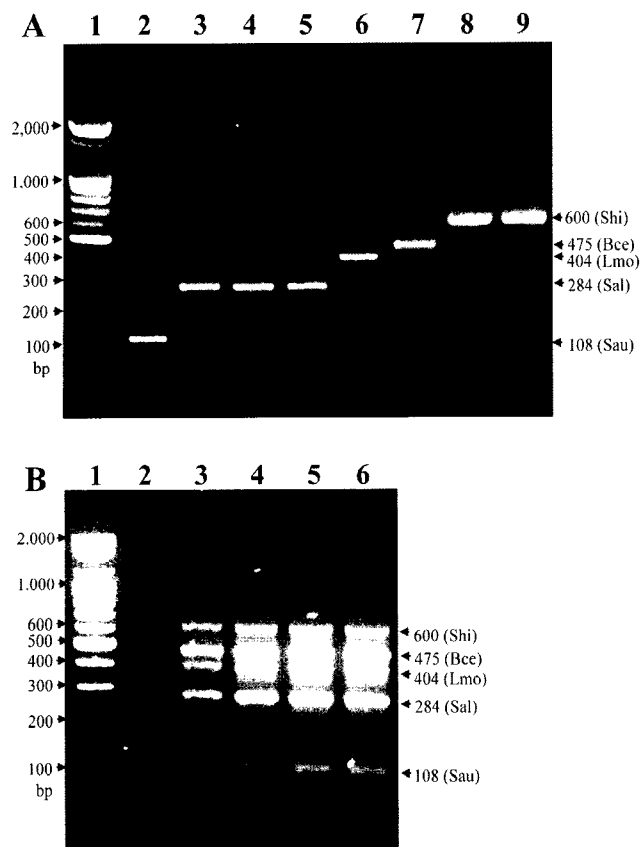 A 1 2 3 4 5 6 7 8 9
2,000
1,000
600
500
400
300
200
100
bp
600 (Shi)
475 (Bce)
404 (Lmo)
284 (Sal)
108 (Sau)
B 1 2 3 4 5 6
2.000
1.000
600
500
400
300
200
100
bp
600 (Shi)
475 (Bce)
404 (Lmo)
284 (Sal)
108 (Sau)